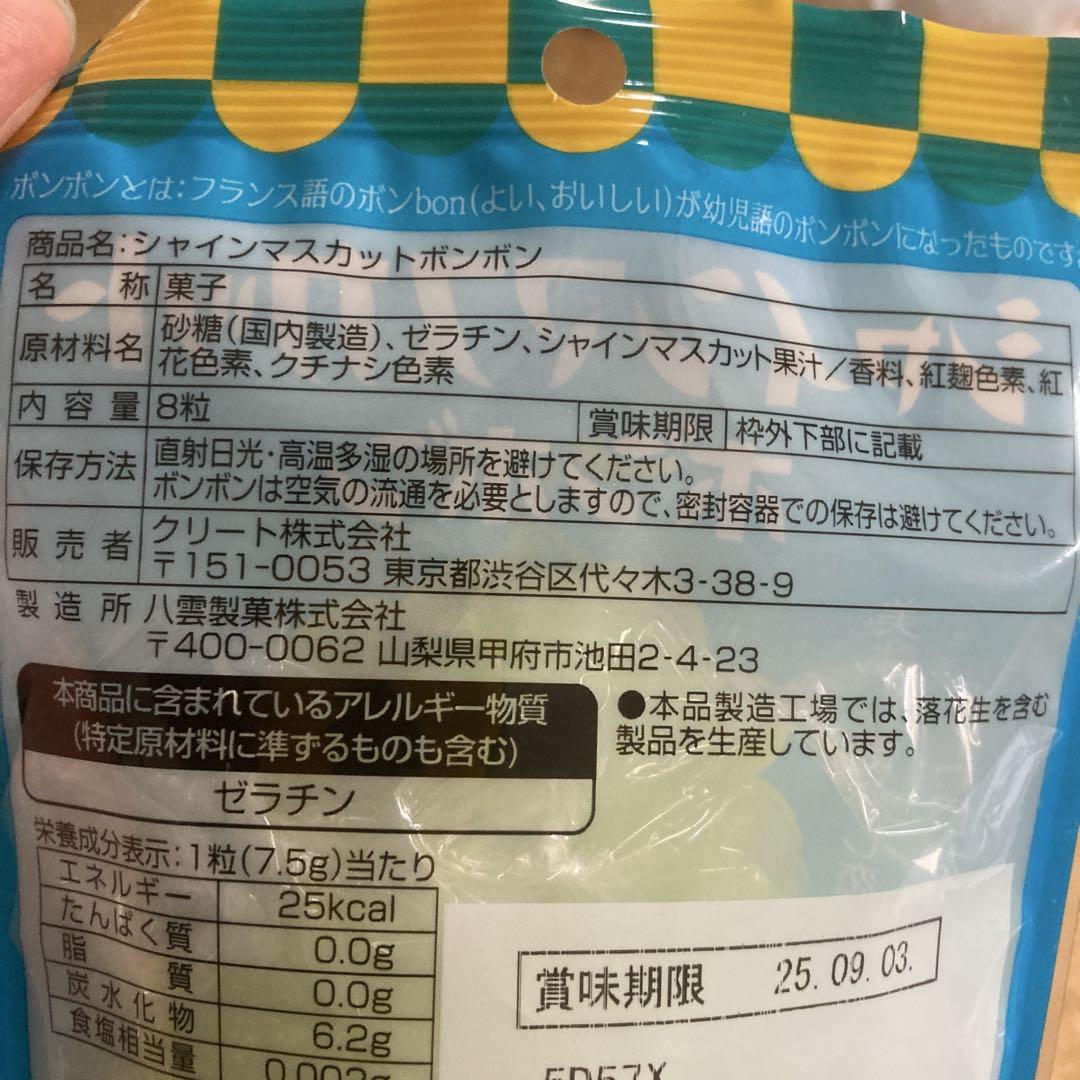 ボンボンとは:フランス語のボンbon(よい、おいしい)が幼児語のボンボンになったものです。
商品名:シャインマスカットボンボン
名称 菓子
原材料名 砂糖(国内製造)、ゼラチン、シャインマスカット果汁/香料、紅麹色素、紅
花色素、クチナシ色素
内容量 8粒 賞味期限 枠外下部に記載
保存方法 直射日光・高温多湿の場所を避けてください。
ボンボンは空気の流通を必要としますので、密封容器での保存は避けてください。
販売者 クリート株式会社
〒151-0053 東京都渋谷区代々木3-38-9
製造所 八雲製菓株式会社
〒400-0062 山梨県甲府市池田2-4-23
本商品に含まれているアレルギー物質
(特定原材料に準ずるものも含む)
ゼラチン
●本品製造工場では、落花生を含む
製品を生産しています。
栄養成分表示:1粒(7.5g)当たり
エネルギー 25kcal
たんぱく質 0.0g
脂質 0.0g
炭水化物 6.2g
食塩相当量
賞味期限 25.09.03.